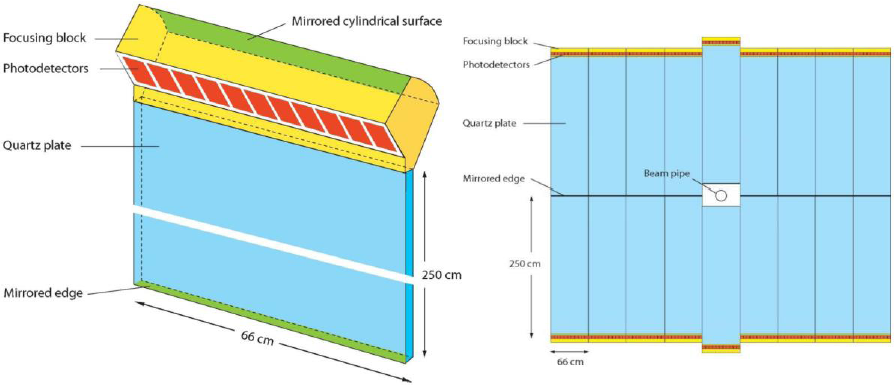 Mirrored cylindrical surface
Focusing block
Photodetectors
Quartz plate
Mirrored edge
250 cm
66 cm
Focusing block
Photodetectors
Quartz plate
Mirrored edge
Beam pipe
250 cm
66 cm